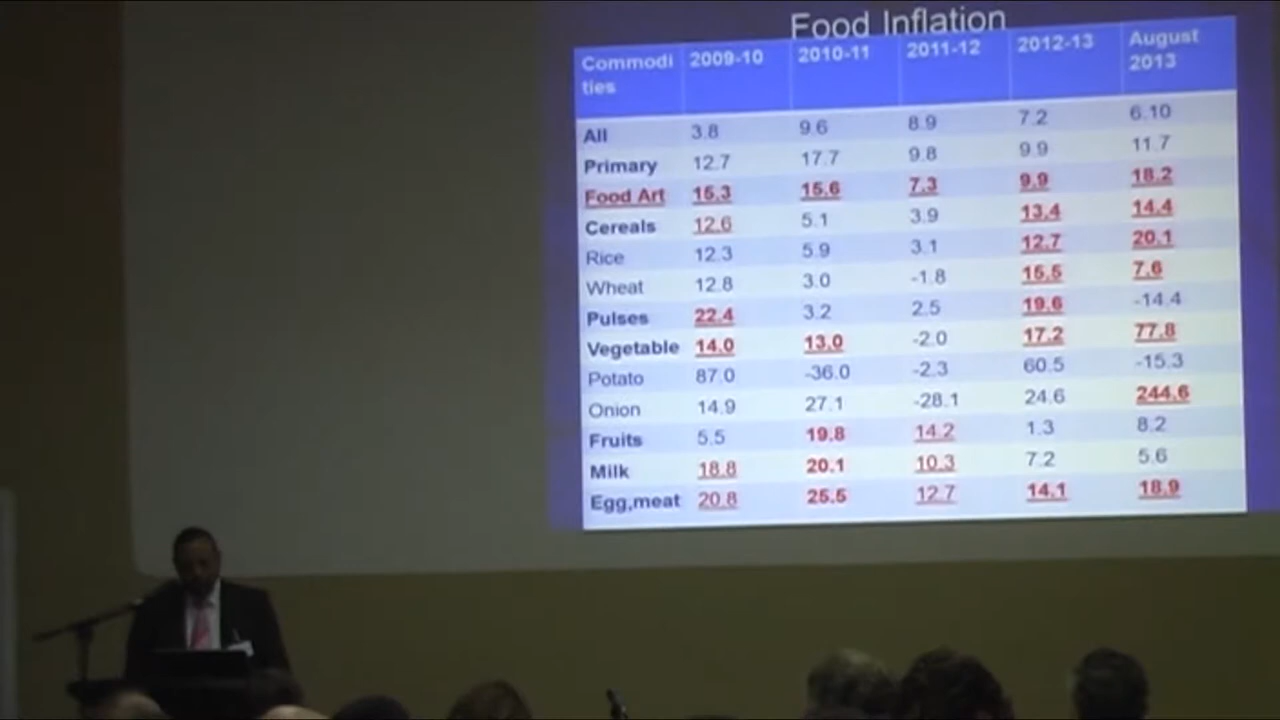 Food Inflation
Commodi ties 2009-10 2010-11 2011-12 2012-13 August 2013
All 3.8 9.6 8.9 7.2 6.10
Primary 12.7 17.7 9.8 9.9 11.7
Food Art 15.3 15.6 7.3 9.9 18.2
Cereals 12.6 5.1 3.9 13.4 14.4
Rice 12.3 5.9 3.1 12.7 20.1
Wheat 12.8 3.0 -1.8 15.5 7.6
Pulses 22.4 3.2 2.5 19.6 -14.4
Vegetable 14.0 13.0 -2.0 17.2 77.8
Potato 87.0 -36.0 -2.3 60.5 -15.3
Onion 14.9 27.1 -28.1 24.6 244.6
Fruits 5.5 19.8 14.2 1.3 8.2
Milk 18.8 20.1 10.3 7.2 5.6
Egg,meat 20.8 25.5 12.7 14.1 18.9